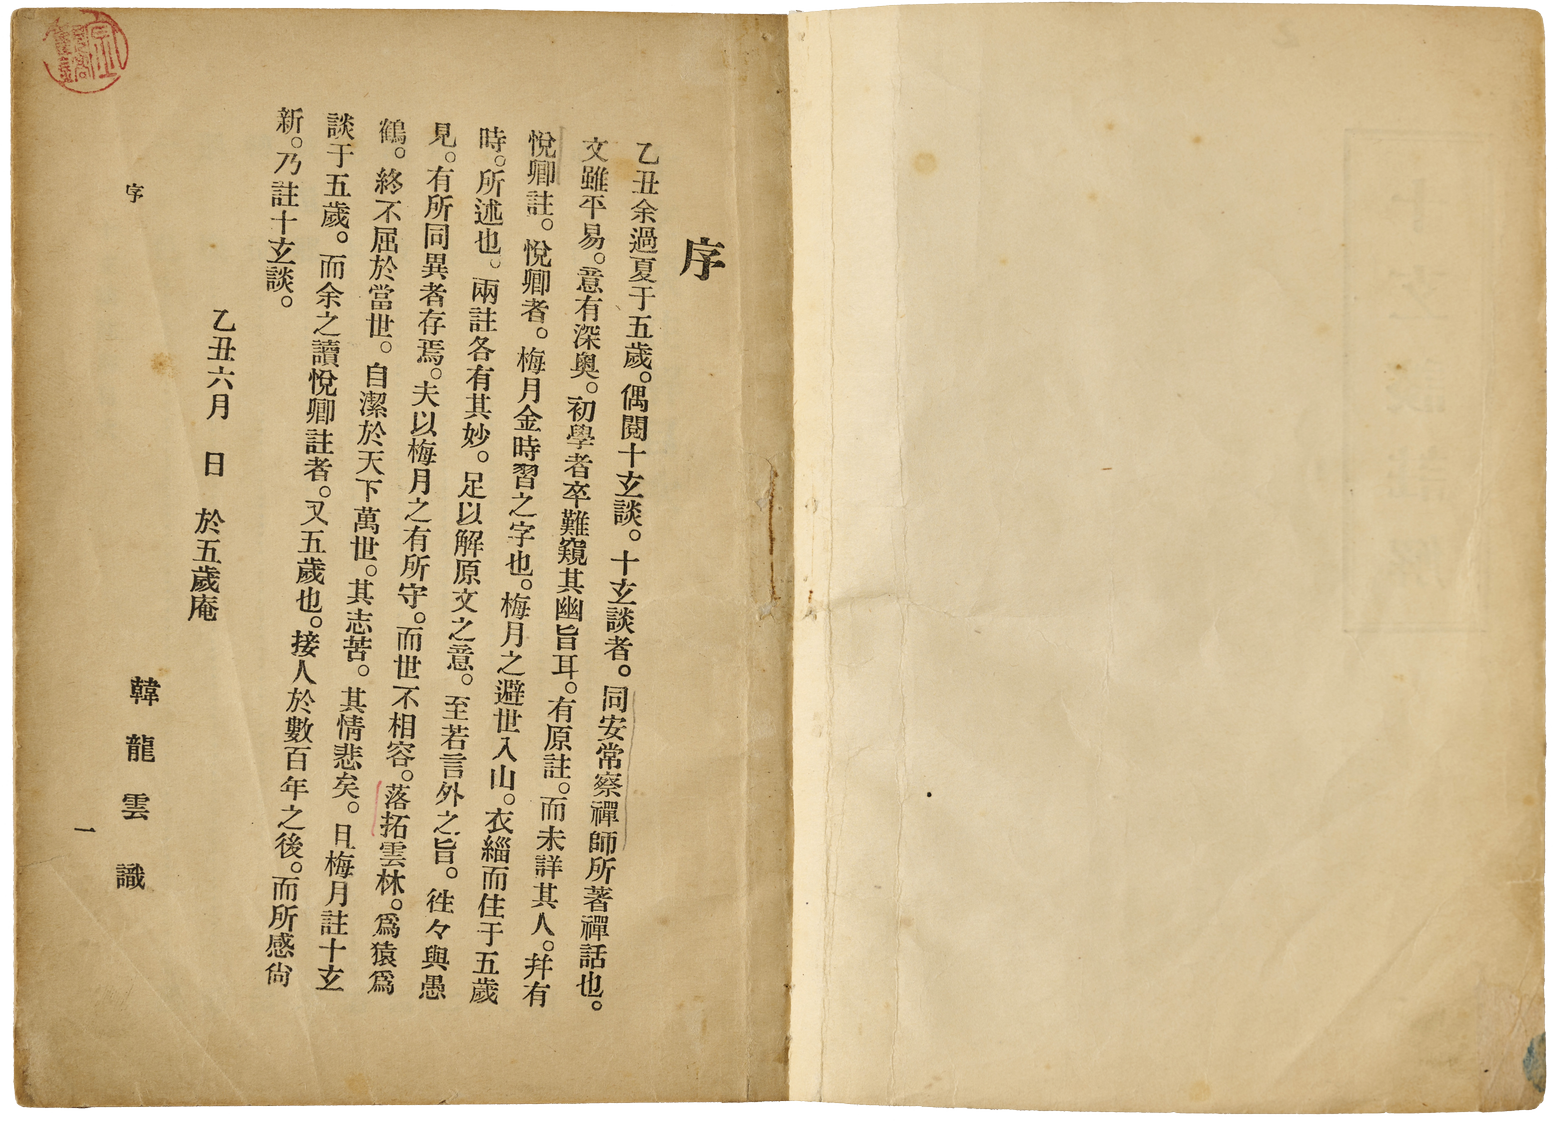 序
乙丑余過夏于五歲。偶閱十玄談。十玄談者。同安常察禪師所著禪話也。
文雖平易。意有深奧。初學者卒難窺其幽旨耳。有原註。而未詳其人。幷有
悅卿註。悅卿者。梅月金時習之字也。梅月之避世入山。衣緇而住于五歲
時。所述也。兩註各有其妙。足以解原文之意。至若言外之旨。徃々與愚
見。有所同異者存焉。夫以梅月之有所守。而世不相容。落拓雲林。爲猿爲
鶴。終不屈於當世。自潔於天下萬世。其志苦。其情悲矣。且梅月註十玄
談于五歲。而余之讀悅卿註者。又五歲也。接人於數百年之後。而所感尙
新。乃註十玄談。
乙丑六月 日 於五歲庵
韓龍雲 識
字
一